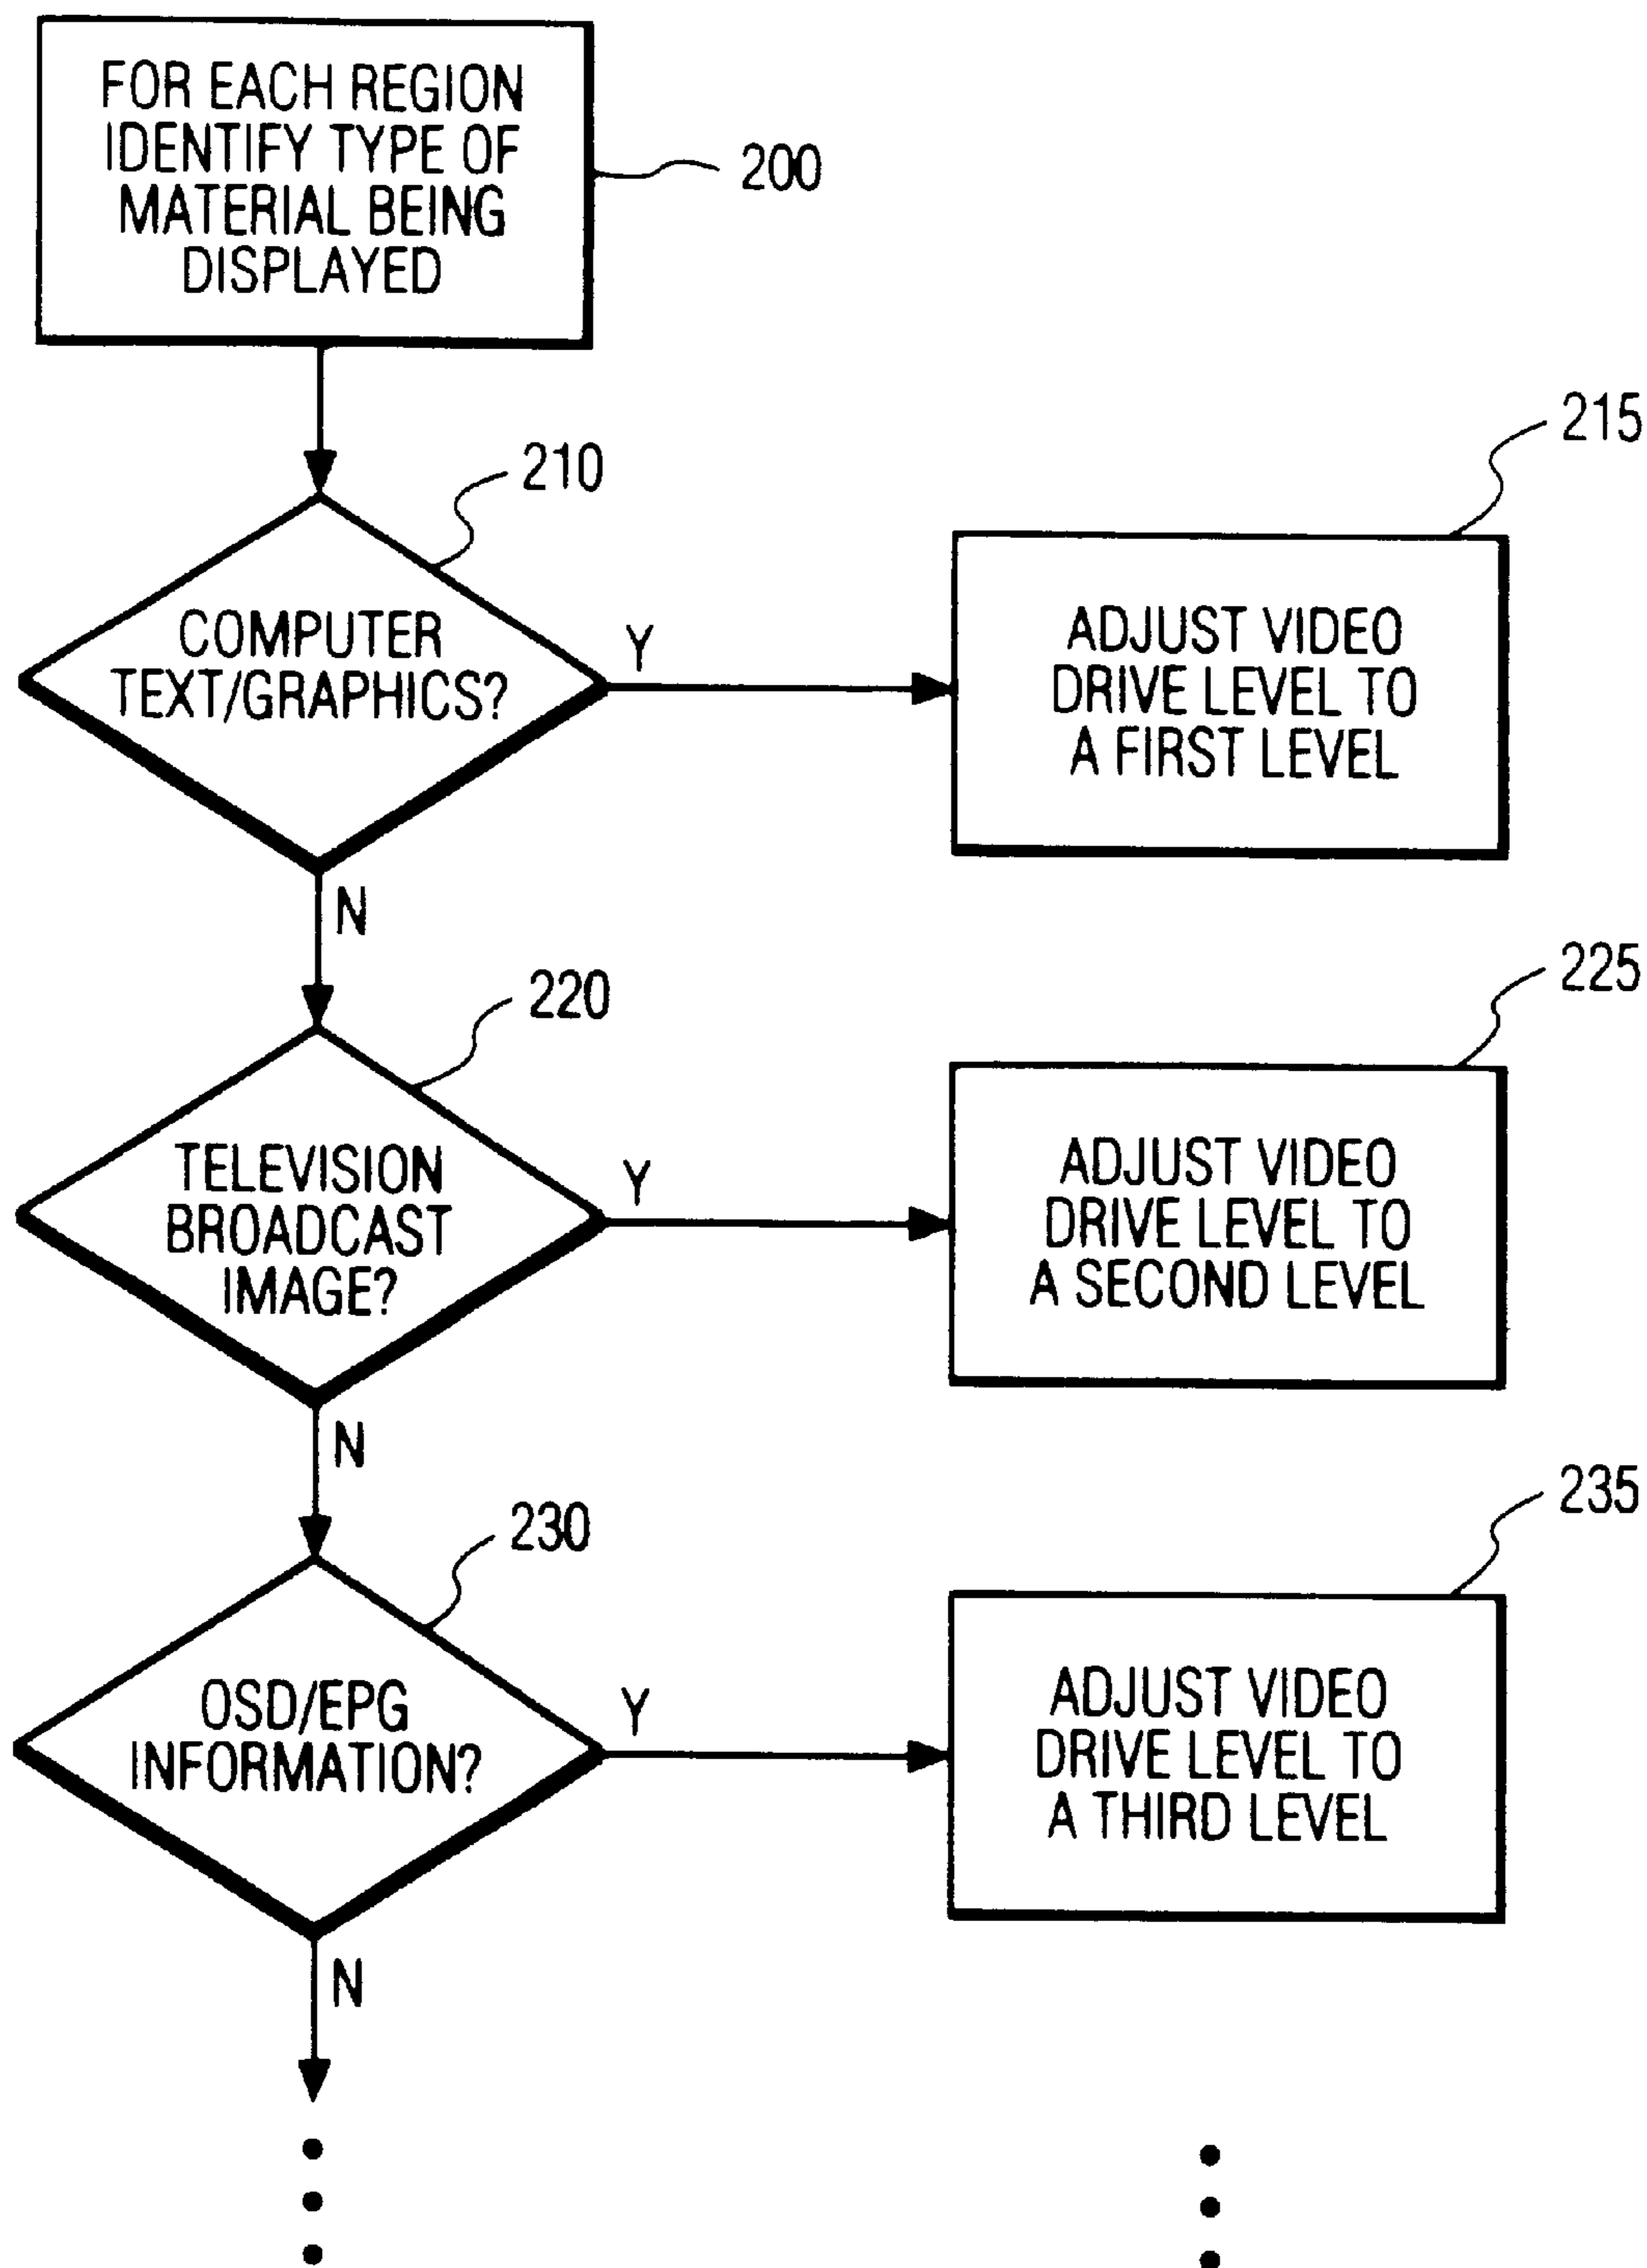 FOR EACH REGION
IDENTIFY TYPE OF
MATERIAL BEING
DISPLAYED
200
210
COMPUTER
TEXT/GRAPHICS?
Y
215
ADJUST VIDEO
DRIVE LEVEL TO
A FIRST LEVEL
N
220
TELEVISION
BROADCAST
IMAGE?
Y
225
ADJUST VIDEO
DRIVE LEVEL TO
A SECOND LEVEL
N
230
OSD/EPG
INFORMATION?
Y
235
ADJUST VIDEO
DRIVE LEVEL TO
A THIRD LEVEL
N